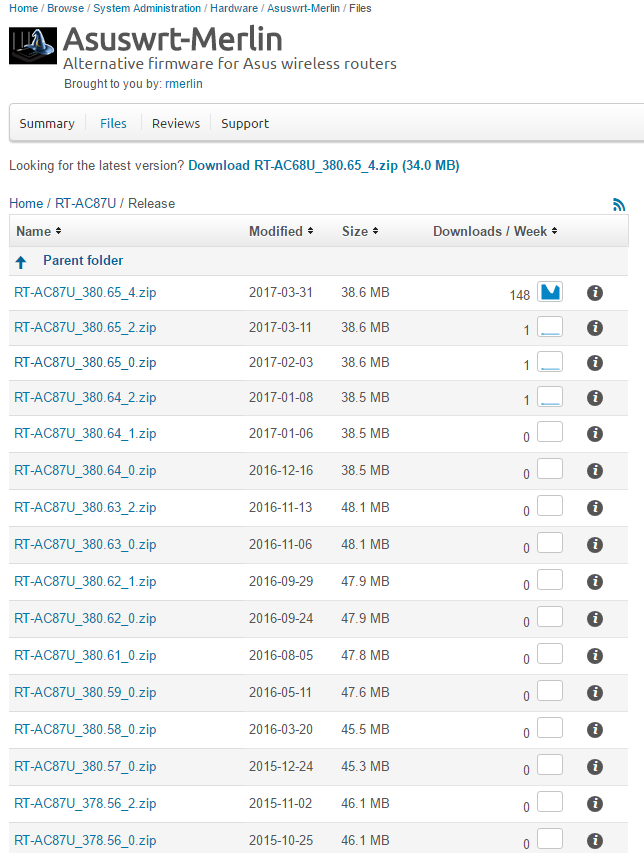 Home / Browse / System Administration / Hardware / Asuswrt-Merlin / Files
Asuswrt-Merlin
Alternative firmware for Asus wireless routers
Brought to you by: rmerlin
Summary Files Reviews Support
Looking for the latest version? Download RT-AC68U_380.65_4.zip (34.0 MB)
Home / RT-AC87U / Release
Name Modified Size Downloads / Week
Parent folder
RT-AC87U_380.65_4.zip 2017-03-31 38.6 MB 148 i
RT-AC87U_380.65_2.zip 2017-03-11 38.6 MB 1 i
RT-AC87U_380.65_0.zip 2017-02-03 38.6 MB 1 i
RT-AC87U_380.64_2.zip 2017-01-08 38.5 MB 1 i
RT-AC87U_380.64_1.zip 2017-01-06 38.5 MB 0 i
RT-AC87U_380.64_0.zip 2016-12-16 38.5 MB 0 i
RT-AC87U_380.63_2.zip 2016-11-13 48.1 MB 0 i
RT-AC87U_380.63_0.zip 2016-11-06 48.1 MB 0 i
RT-AC87U_380.62_1.zip 2016-09-29 47.9 MB 0 i
RT-AC87U_380.62_0.zip 2016-09-24 47.9 MB 0 i
RT-AC87U_380.61_0.zip 2016-08-05 47.8 MB 0 i
RT-AC87U_380.59_0.zip 2016-05-11 47.6 MB 0 i
RT-AC87U_380.58_0.zip 2016-03-20 45.5 MB 0 i
RT-AC87U_380.57_0.zip 2015-12-24 45.3 MB 0 i
RT-AC87U_378.56_2.zip 2015-11-02 46.1 MB 0 i
RT-AC87U_378.56_0.zip 2015-10-25 46.1 MB 0 i